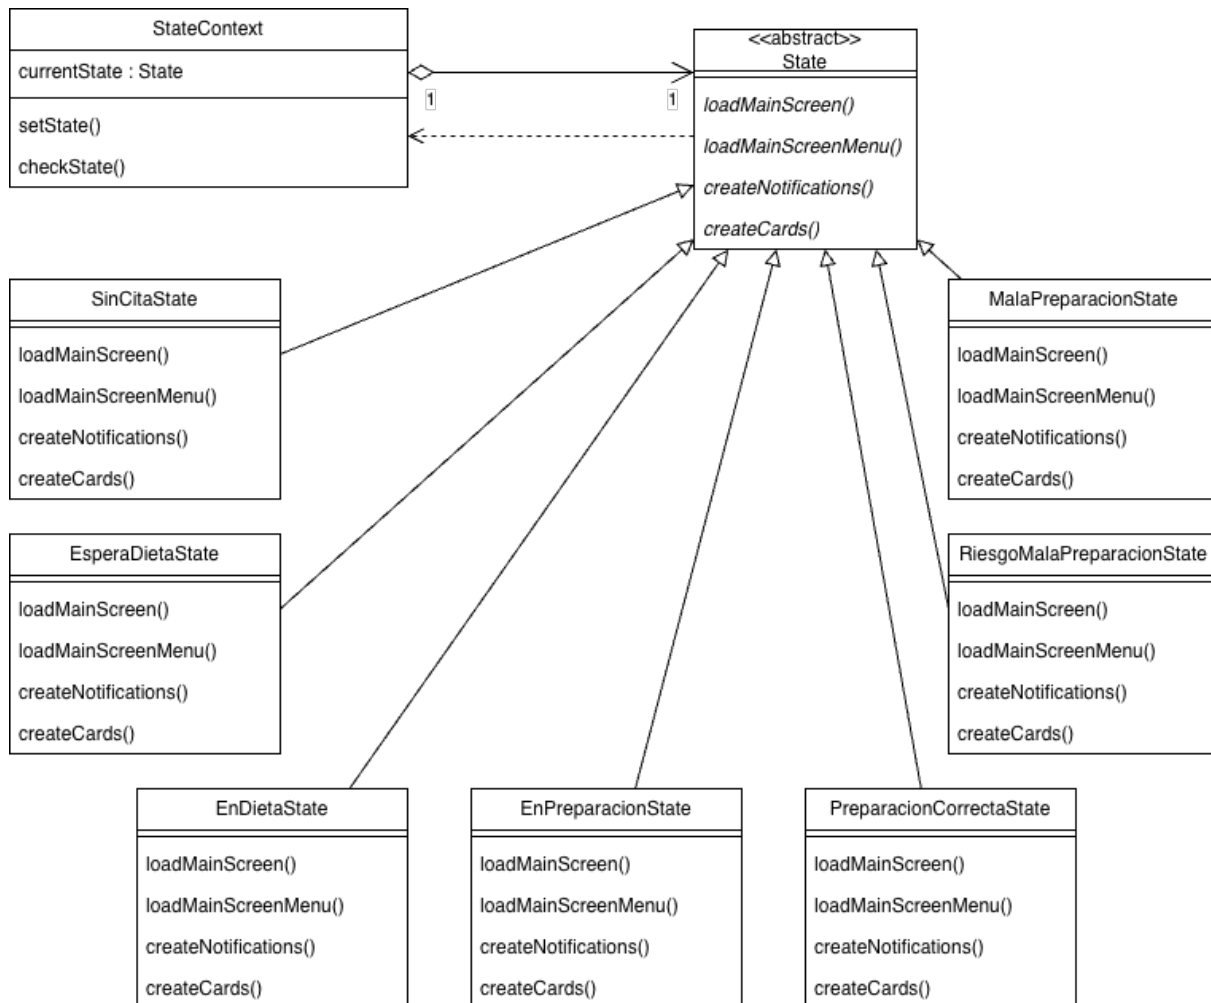 StateContext
currentState : State
setState()
checkState()
1
1
<<abstract>>
State
loadMainScreen()
loadMainScreenMenu()
createNotifications()
createCards()
SinCitaState
loadMainScreen()
loadMainScreenMenu()
createNotifications()
createCards()
MalaPreparacionState
loadMainScreen()
loadMainScreenMenu()
createNotifications()
createCards()
EsperaDietaState
loadMainScreen()
loadMainScreenMenu()
createNotifications()
createCards()
RiesgoMalaPreparacionState
loadMainScreen()
loadMainScreenMenu()
createNotifications()
createCards()
EnDietaState
loadMainScreen()
loadMainScreenMenu()
createNotifications()
createCards()
EnPreparacionState
loadMainScreen()
loadMainScreenMenu()
createNotifications()
createCards()
PreparacionCorrectaState
loadMainScreen()
loadMainScreenMenu()
createNotifications()
createCards()